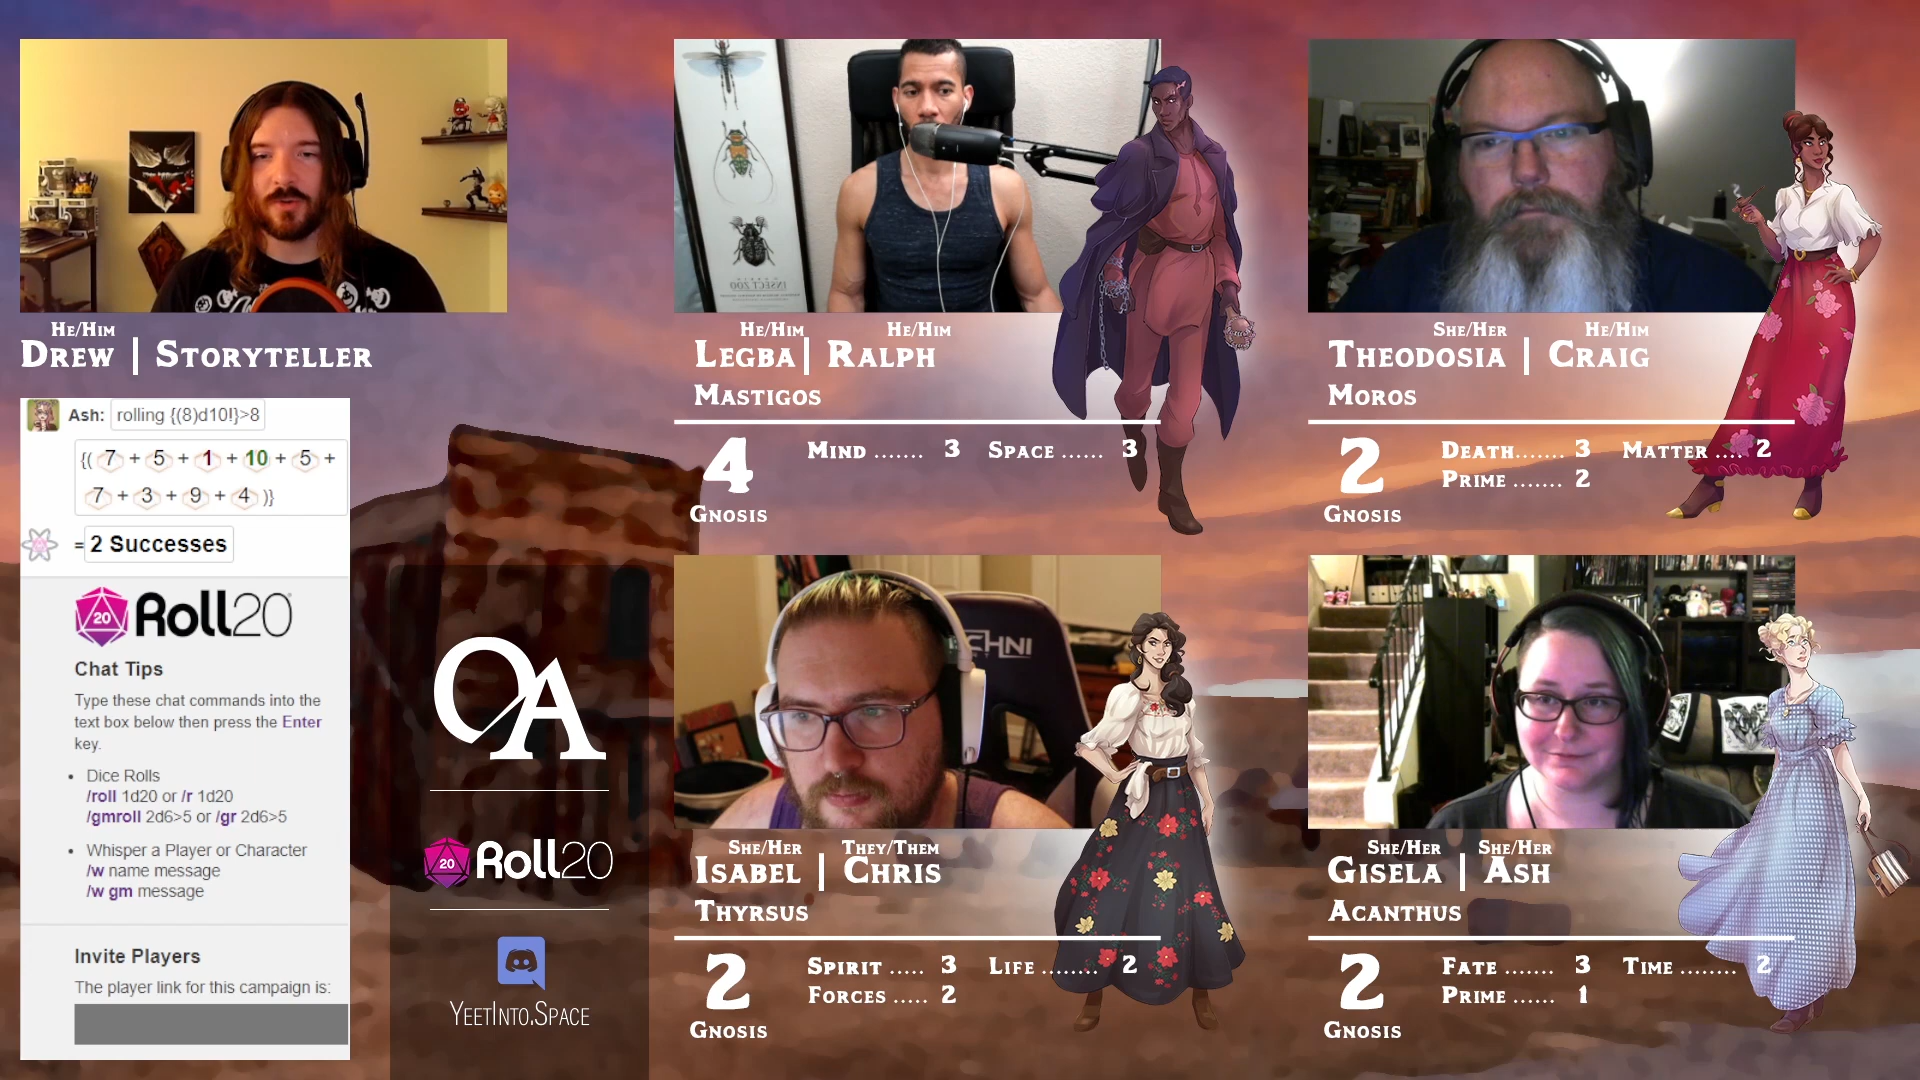 He/Him
Drew | Storyteller
Ash: rolling {(8)d10!}>8
{( 7 + 5 + 1 + 10 + 5 +
7 + 3 + 9 + 4 )}
= 2 Successes
20 Roll20
Chat Tips
Type these chat commands into the
text box below then press the Enter
key.
• Dice Rolls
/roll 1d20 or /r 1d20
/gmroll 2d6>5 or /gr 2d6>5
• Whisper a Player or Character
/w name message
/w gm message
Invite Players
The player link for this campaign is:
OA
20 Roll20
YeetInto.Space
INSECT ZOO
He/Him He/Him
Legba | Ralph
Mastigos
4
Gnosis
Mind ....... 3 Space ...... 3
She/Her He/Him
Theodosia | Craig
Moros
2
Gnosis
Death....... 3 Matter .... 2
Prime ....... 2
She/Her They/Them
Isabel | Chris
Thyrsus
2
Gnosis
Spirit ..... 3 Life ........ 2
Forces ..... 2
She/Her She/Her
Gisela | Ash
Acanthus
2
Gnosis
Fate ....... 3 Time ........ 2
Prime ...... 1